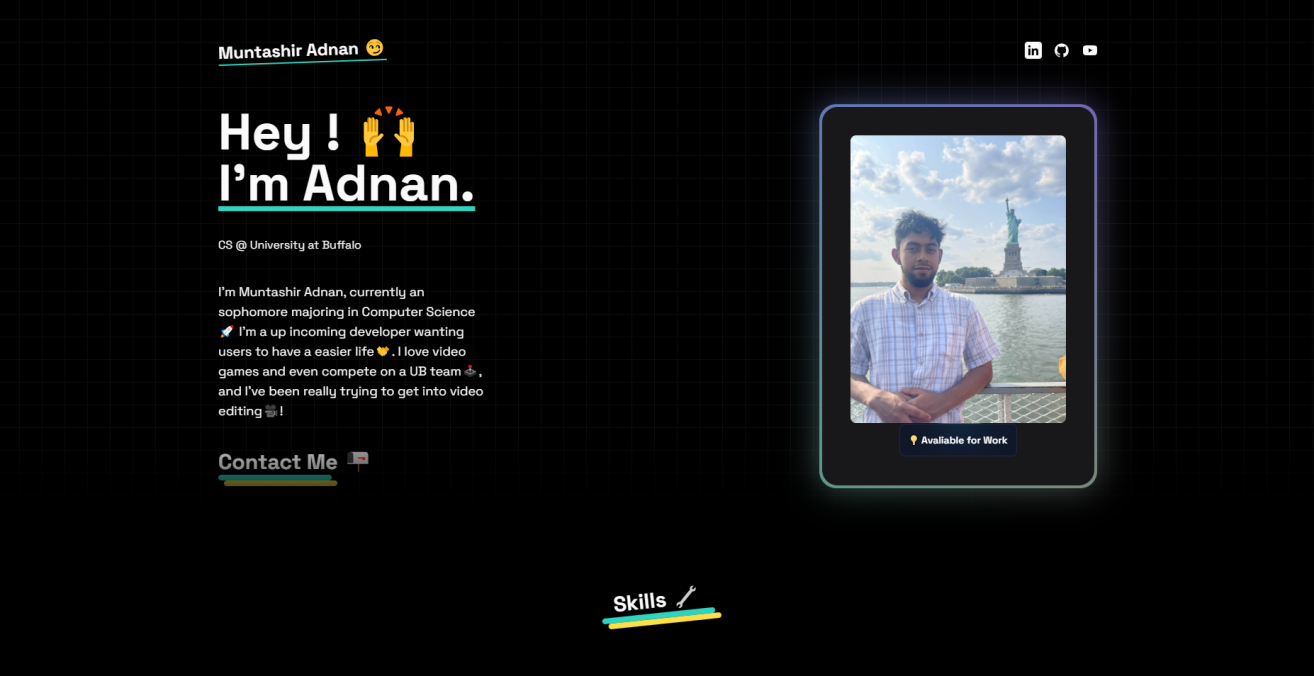 Muntashir Adnan 😏
in
Hey ! 🙌
I'm Adnan.
CS @ University at Buffalo
I'm Muntashir Adnan, currently an
sophomore majoring in Computer Science
🚀 I'm a up incoming developer wanting
users to have a easier life 🤝 . I love video
games and even compete on a UB team 🕹️ ,
and I've been really trying to get into video
editing 🎥 !
Contact Me 📫
💡 Avaliable for Work
Skills 🔧